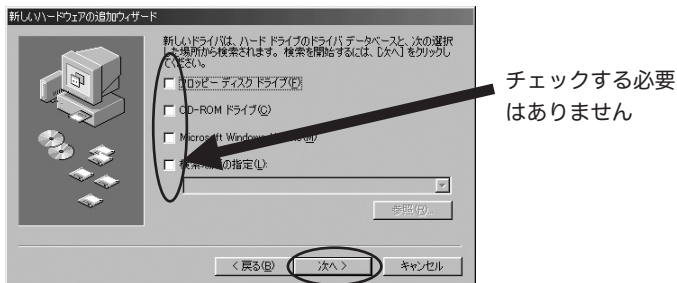 新しいハードウェアの追加ウィザード
新しいドライバは、ハード ドライブのドライバ データベースと、次の選択
した場所から検索されます。検索を開始するには、[次へ] をクリックし
てください。
フロッピー ディスク ドライブ(F)
CD-ROM ドライブ(C)
Microsoft Windows
の指定(L):
参照(R)...
< 戻る(B)
次へ >
キャンセル
チェックする必要
はありません